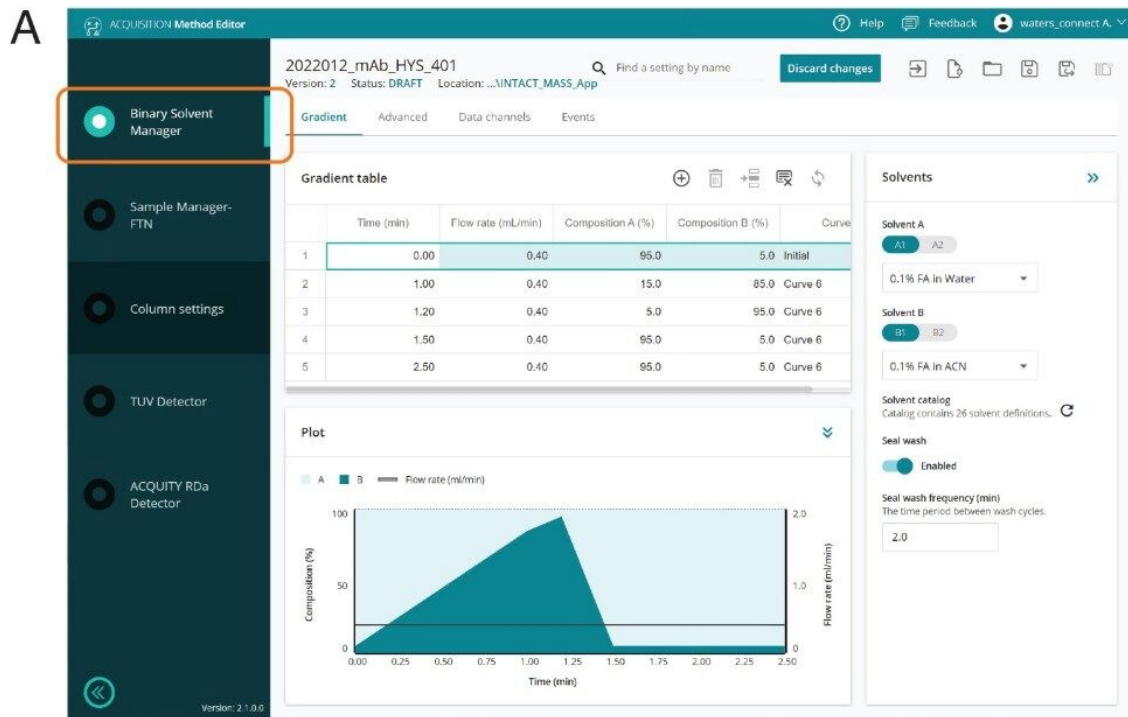 A
ACQUISITION Method Editor
Help Feedback waters_connect A.
Binary Solvent
Manager
Sample Manager-
FTN
Column settings
TUV Detector
ACQUITY RDa
Detector
Version: 2.1.0.0
2022012_mAb_HYS_401
Version: 2 Status: DRAFT Location: ...\INTACT_MASS_App
Find a setting by name
Discard changes
Gradient Advanced Data channels Events
Gradient table
Time (min) Flow rate (mL/min) Composition A (%) Composition B (%) Curve
1 0.00 0.40 95.0 5.0 Initial
2 1.00 0.40 15.0 85.0 Curve 6
3 1.20 0.40 5.0 95.0 Curve 6
4 1.50 0.40 95.0 5.0 Curve 6
5 2.50 0.40 95.0 5.0 Curve 6
Plot
A B Flow rate (ml/min)
100
50
0
Composition (%)
2.0
1.0
0
Flow rate (ml/min)
0.00 0.25 0.50 0.75 1.00 1.25 1.50 1.75 2.00 2.25 2.50
Time (min)
Solvents
Solvent A
A1 A2
0.1% FA in Water
Solvent B
B1 B2
0.1% FA in ACN
Solvent catalog
Catalog contains 26 solvent definitions.
Seal wash
Enabled
Seal wash frequency (min)
The time period between wash cycles.
2.0